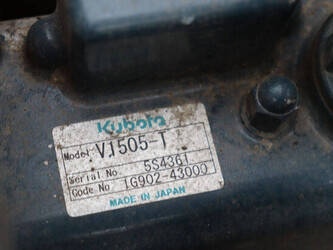 Kubota
Model V1505-T
Serial No. 5S4361
Code No 1G902-43000
MADE IN JAPAN